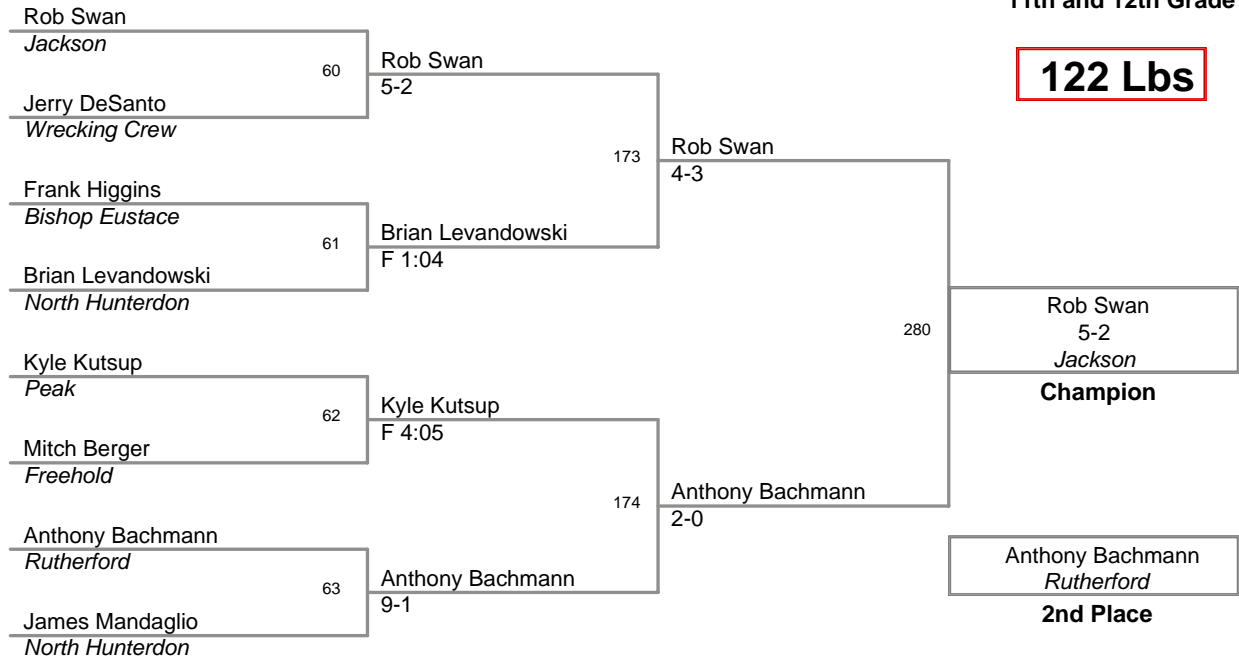 11th and 12th Grade
122 Lbs
Rob Swan
Jackson
60
Jerry DeSanto
Wrecking Crew
Rob Swan
5-2
Frank Higgins
Bishop Eustace
61
Brian Levandowski
North Hunterdon
Brian Levandowski
F 1:04
173
Rob Swan
4-3
Kyle Kutsup
Peak
62
Mitch Berger
Freehold
Kyle Kutsup
F 4:05
Anthony Bachmann
Rutherford
63
James Mandaglio
North Hunterdon
Anthony Bachmann
9-1
174
Anthony Bachmann
2-0
280
Rob Swan
5-2
Jackson
Champion
Anthony Bachmann
Rutherford
2nd Place